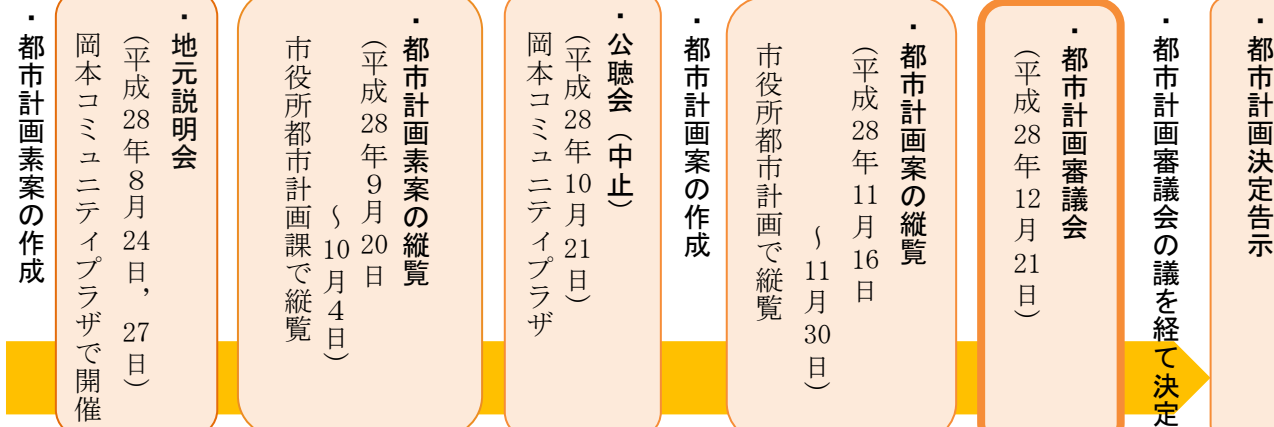 ・都市計画素案の作成
・地元説明会
（平成28年８月24日，27日）
岡本コミュニティプラザで開催
・都市計画素案の縦覧
（平成28年９月20日
～10月４日）
市役所都市計画課で縦覧
・公聴会（中止）
（平成28年10月21日）
岡本コミュニティプラザ
・都市計画案の作成
・都市計画案の縦覧
（平成28年11月16日
～11月30日）
市役所都市計画で縦覧
・都市計画審議会
（平成28年12月21日）
・都市計画審議会の議を経て決定
・都市計画決定告示